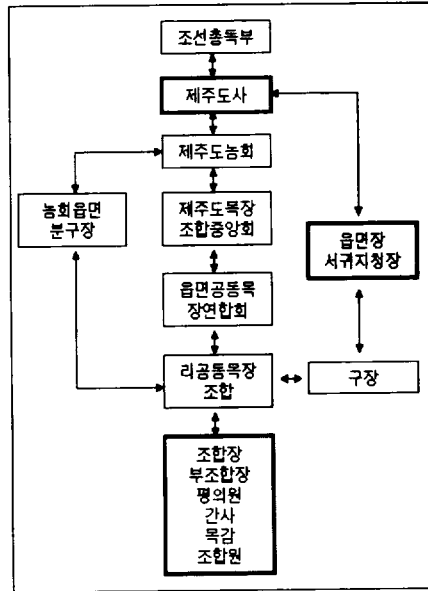 조선총독부
제주도사
제주도농회
농회읍면
분구장
제주도목장
조합중앙회
읍면장
서귀지청장
읍면공동목
장연합회
리공동목장
조합
구장
조합장
부조합장
평의원
간사
목감
조합원